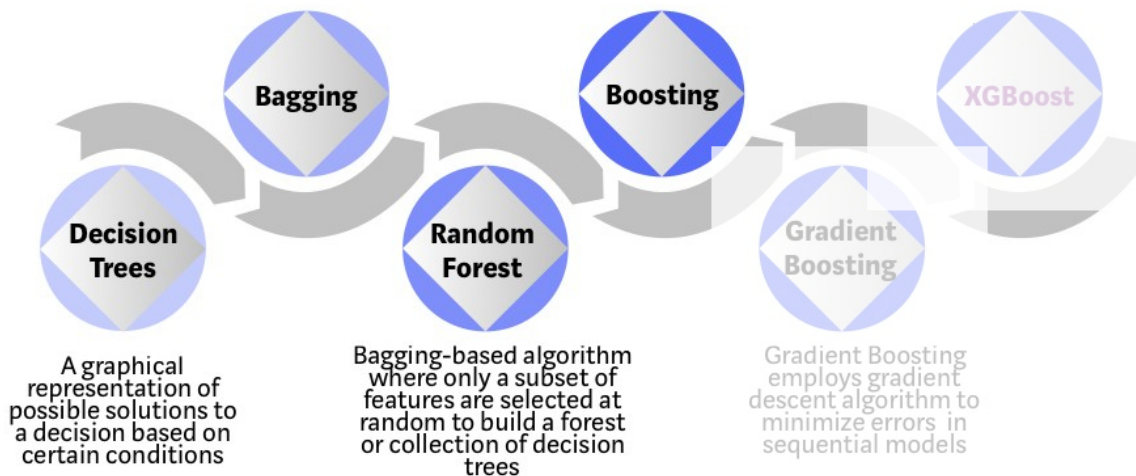 Bagging
Boosting
XGBoost
Decision
Trees
Random
Forest
Gradient
Boosting
A graphical
representation of
possible solutions to
a decision based on
certain conditions
Bagging-based algorithm
where only a subset of
features are selected at
random to build a forest
or collection of decision
trees
Gradient Boosting
employs gradient
descent algorithm to
minimize errors in
sequential models